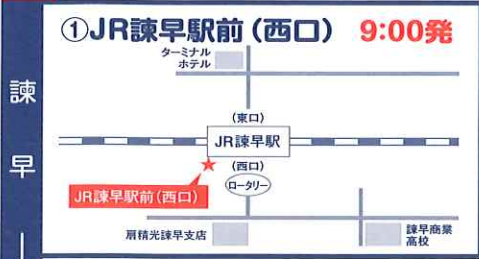 ①JR諫早駅前（西口） 9:00発
ターミナル
ホテル
諫早
(東口)
JR諫早駅
(西口)
ロータリー
JR諫早駅前(西口)
扇精光諫早支店
諫早商業
高校